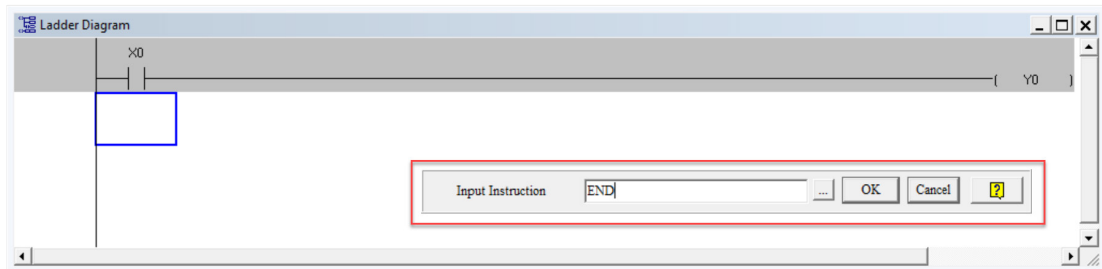 Ladder Diagram
X0
( Y0 )
Input Instruction END ... OK Cancel ?